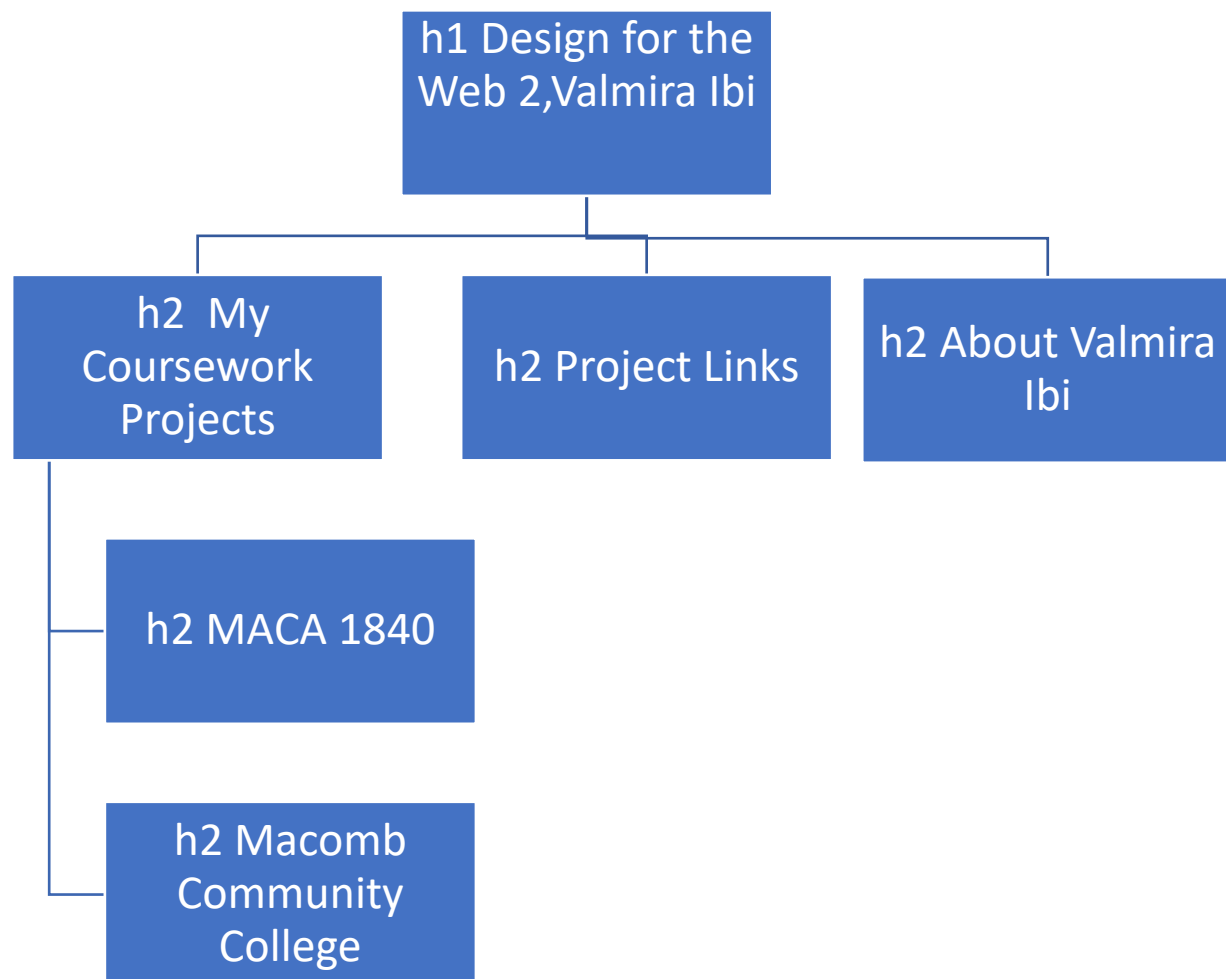 h1 Design for the
Web 2,Valmira Ibi
h2  My
Coursework
Projects
h2 Project Links
h2 About Valmira
Ibi
h2 MACA 1840
h2 Macomb
Community
College